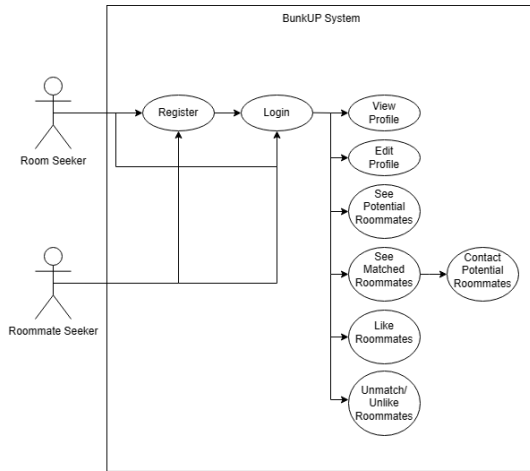 BunkUP System
Room Seeker
Register
Login
View
Profile
Edit
Profile
See
Potential
Roommates
See
Matched
Roommates
Contact
Potential
Roommates
Roommate Seeker
Like
Roommates
Unmatch/
Unlike
Roommates